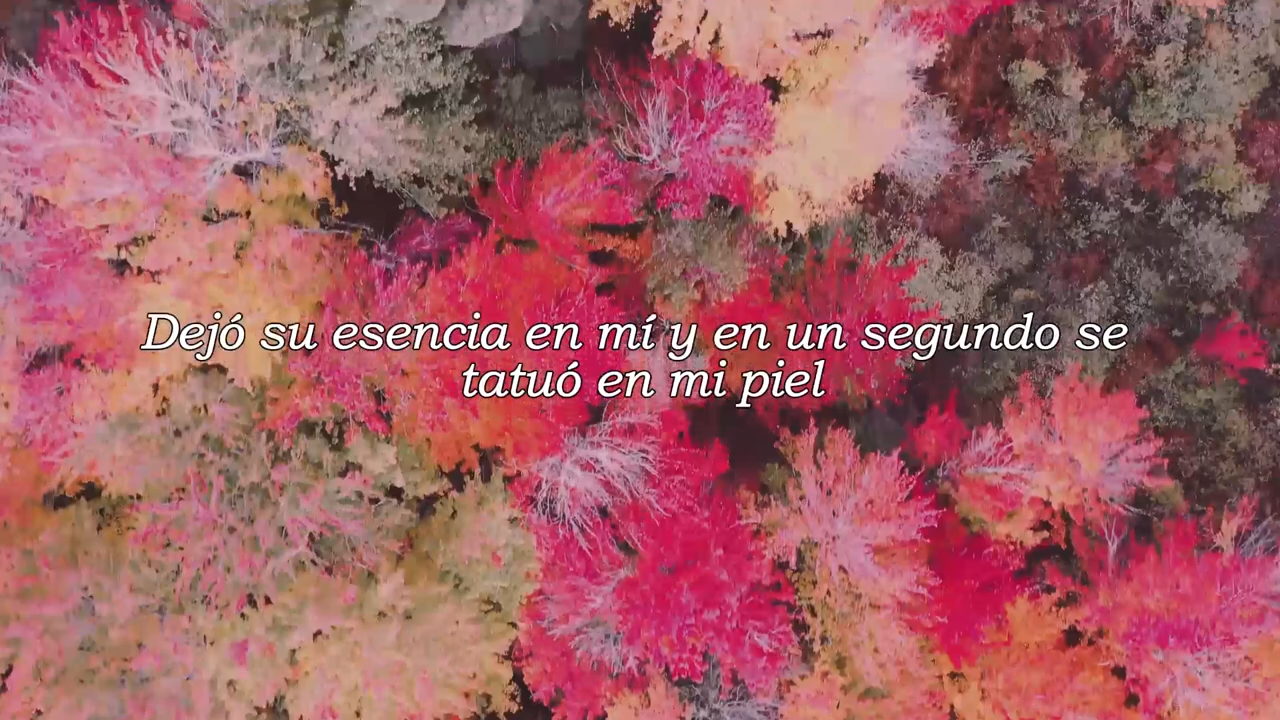 Dejó su esencia en mí y en un segundo se
tatuó en mi piel